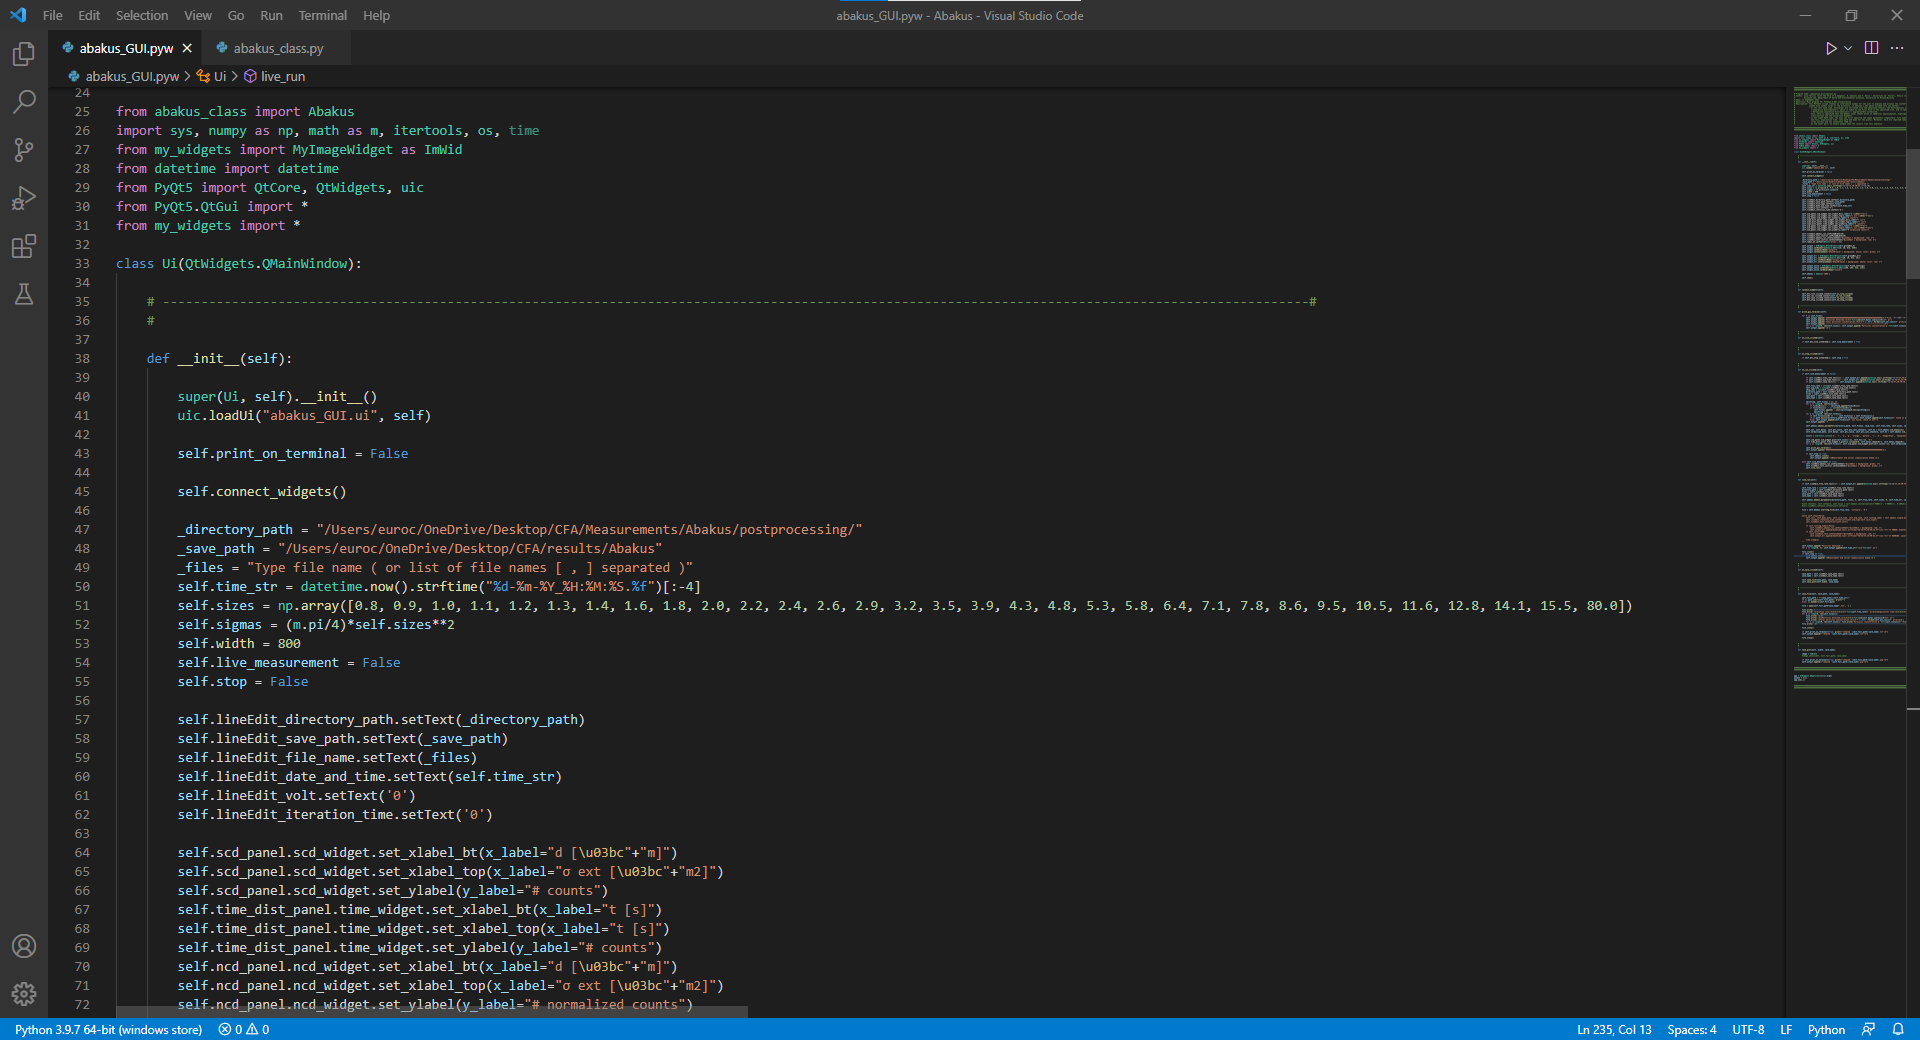 File Edit Selection View Go Run Terminal Help
abakus_GUI.pyw - Abakus - Visual Studio Code
abakus_GUI.pyw
abakus_class.py
abakus_GUI.pyw > Ui > live_run
24
25 from abakus_class import Abakus
26 import sys, numpy as np, math as m, itertools, os, time
27 from my_widgets import MyImageWidget as ImWid
28 from datetime import datetime
29 from PyQt5 import QtCore, QtWidgets, uic
30 from PyQt5.QtGui import *
31 from my_widgets import *
32
33 class Ui(QtWidgets.QMainWindow):
34
35 # -----------------------------------------------------------------------------------------------------------------------------------------------------#
36 #
37
38 def __init__(self):
39
40 super(Ui, self).__init__()
41 uic.loadUi("abakus_GUI.ui", self)
42
43 self.print_on_terminal = False
44
45 self.connect_widgets()
46
47 _directory_path = "/Users/euroc/OneDrive/Desktop/CFA/Measurements/Abakus/postprocessing/"
48 _save_path = "/Users/euroc/OneDrive/Desktop/CFA/results/Abakus"
49 _files = "Type file name ( or list of file names [ , ] separated )"
50 self.time_str = datetime.now().strftime("%d-%m-%Y_%H:%M:%S.%f")[:-4]
51 self.sizes = np.array([0.8, 0.9, 1.0, 1.1, 1.2, 1.3, 1.4, 1.6, 1.8, 2.0, 2.2, 2.4, 2.6, 2.9, 3.2, 3.5, 3.9, 4.3, 4.8, 5.3, 5.8, 6.4, 7.1, 7.8, 8.6, 9.5, 10.5, 11.6, 12.8, 14.1, 15.5, 80.0])
52 self.sigmas = (m.pi/4)*self.sizes**2
53 self.width = 800
54 self.live_measurement = False
55 self.stop = False
56
57 self.lineEdit_directory_path.setText(_directory_path)
58 self.lineEdit_save_path.setText(_save_path)
59 self.lineEdit_file_name.setText(_files)
60 self.lineEdit_date_and_time.setText(self.time_str)
61 self.lineEdit_volt.setText('0')
62 self.lineEdit_iteration_time.setText('0')
63
64 self.scd_panel.scd_widget.set_xlabel_bt(x_label="d [\u03bc"+"m]")
65 self.scd_panel.scd_widget.set_xlabel_top(x_label="σ ext [\u03bc"+"m2]")
66 self.scd_panel.scd_widget.set_ylabel(y_label="# counts")
67 self.time_dist_panel.time_widget.set_xlabel_bt(x_label="t [s]")
68 self.time_dist_panel.time_widget.set_xlabel_top(x_label="t [s]")
69 self.time_dist_panel.time_widget.set_ylabel(y_label="# counts")
70 self.ncd_panel.ncd_widget.set_xlabel_bt(x_label="d [\u03bc"+"m]")
71 self.ncd_panel.ncd_widget.set_xlabel_top(x_label="σ ext [\u03bc"+"m2]")
72 self.ncd_panel.ncd_widget.set_ylabel(y_label="# normalized counts")
Python 3.9.7 64-bit (windows store) 0 0 Ln 235, Col 13 Spaces: 4 UTF-8 LF Python